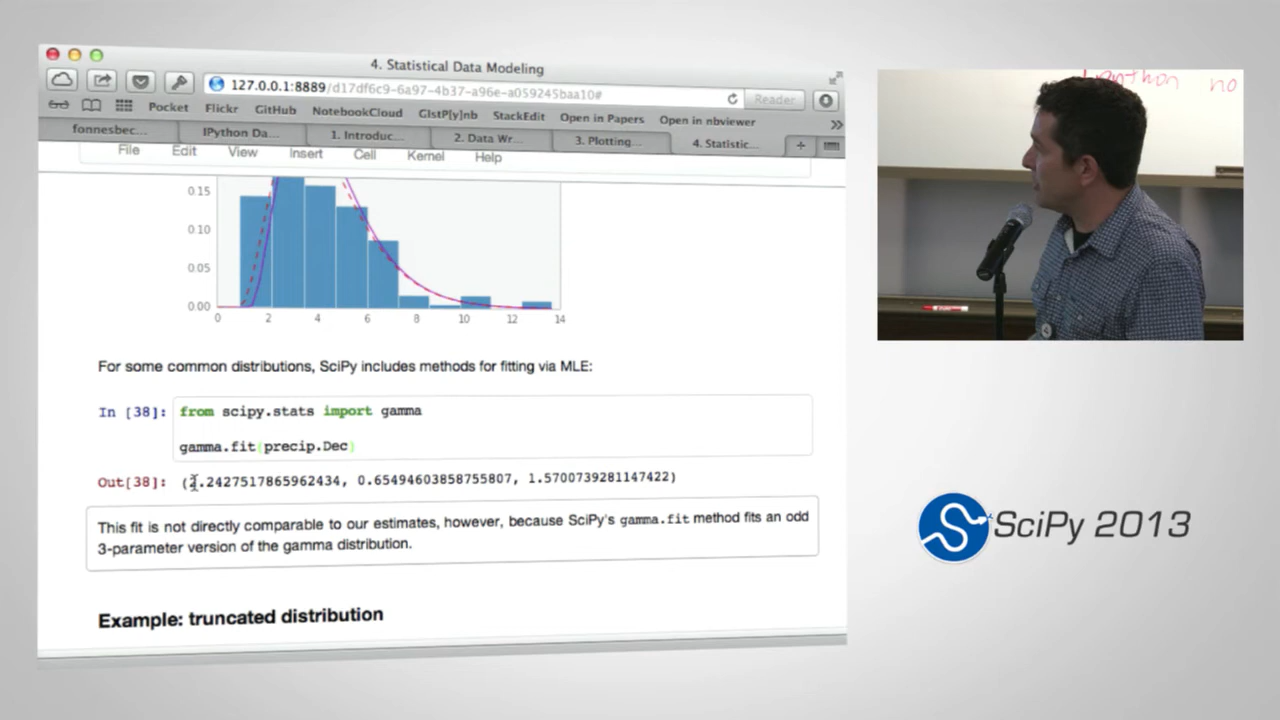 4. Statistical Data Modeling
127.0.0.1:8889/d17df6c9-6a97-4b37-a96e-a059245baa10#
Reader
Pocket Flickr GitHub NotebookCloud GIstP[y]nb StackEdit Open in Papers Open in nbviewer
fonnesbec... IPython Da... 1. Introduc... 2. Data Wr... 3. Plotting... 4. Statistic...
File Edit View Insert Cell Kernel Help
0.15
0.10
0.05
0.00
0 2 4 6 8 10 12 14
For some common distributions, SciPy includes methods for fitting via MLE:
In [38]: from scipy.stats import gamma
gamma.fit(precip.Dec)
Out[38]: (2.2427517865962434, 0.65494603858755807, 1.5700739281147422)
This fit is not directly comparable to our estimates, however, because SciPy's gamma.fit method fits an odd
3-parameter version of the gamma distribution.
Example: truncated distribution
no
SciPy 2013